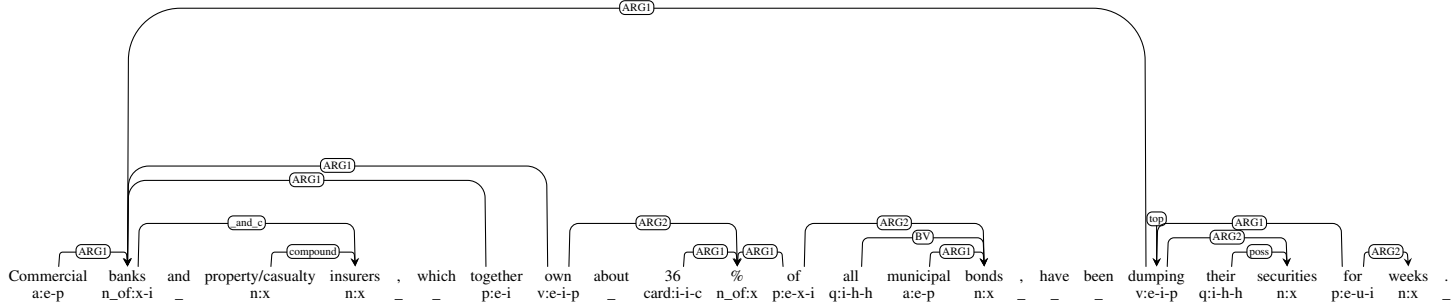 ARG1
ARG1
ARG1
_and_c ARG2 ARG2 top ARG1
BV ARG2
ARG1 compound ARG1 ARG1 ARG1 poss ARG2
Commercial banks and property/casualty insurers , which together own about 36 % of all municipal bonds , have been dumping their securities for weeks .
a:e-p n_of:x-i _ n:x n:x _ _ p:e-i v:e-i-p _ card:i-i-c n_of:x p:e-x-i q:i-h-h a:e-p n:x _ _ _ v:e-i-p q:i-h-h n:x p:e-u-i n:x _